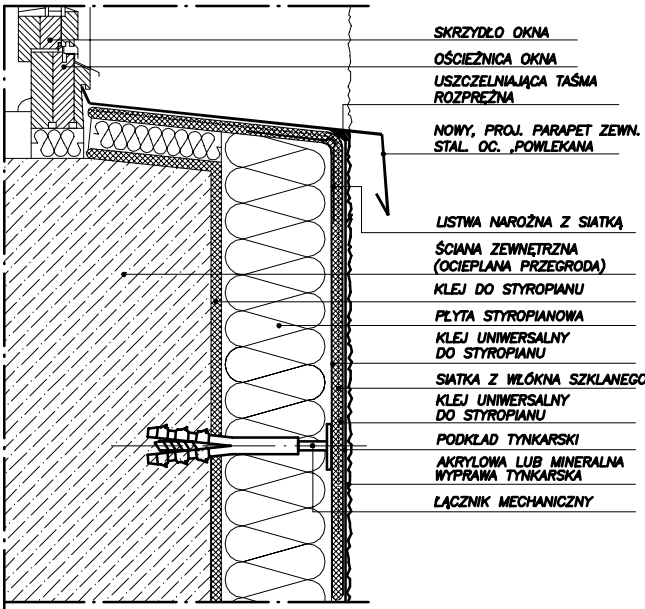 SKRZYDŁO OKNA
OŚCIEŻNICA OKNA
USZCZELNIAJĄCA TAŚMA
ROZPRĘŻNA
NOWY, PROJ. PARAPET ZEWN.
STAL. OC. ,POWLEKANA
LISTWA NAROŻNA Z SIATKĄ
ŚCIANA ZEWNĘTRZNA
(OCIEPLANA PRZEGRODA)
KLEJ DO STYROPIANU
PŁYTA STYROPIANOWA
KLEJ UNIWERSALNY
DO STYROPIANU
SIATKA Z WŁÓKNA SZKLANEGO
KLEJ UNIWERSALNY
DO STYROPIANU
PODKŁAD TYNKARSKI
AKRYLOWA LUB MINERALNA
WYPRAWA TYNKARSKA
ŁĄCZNIK MECHANICZNY